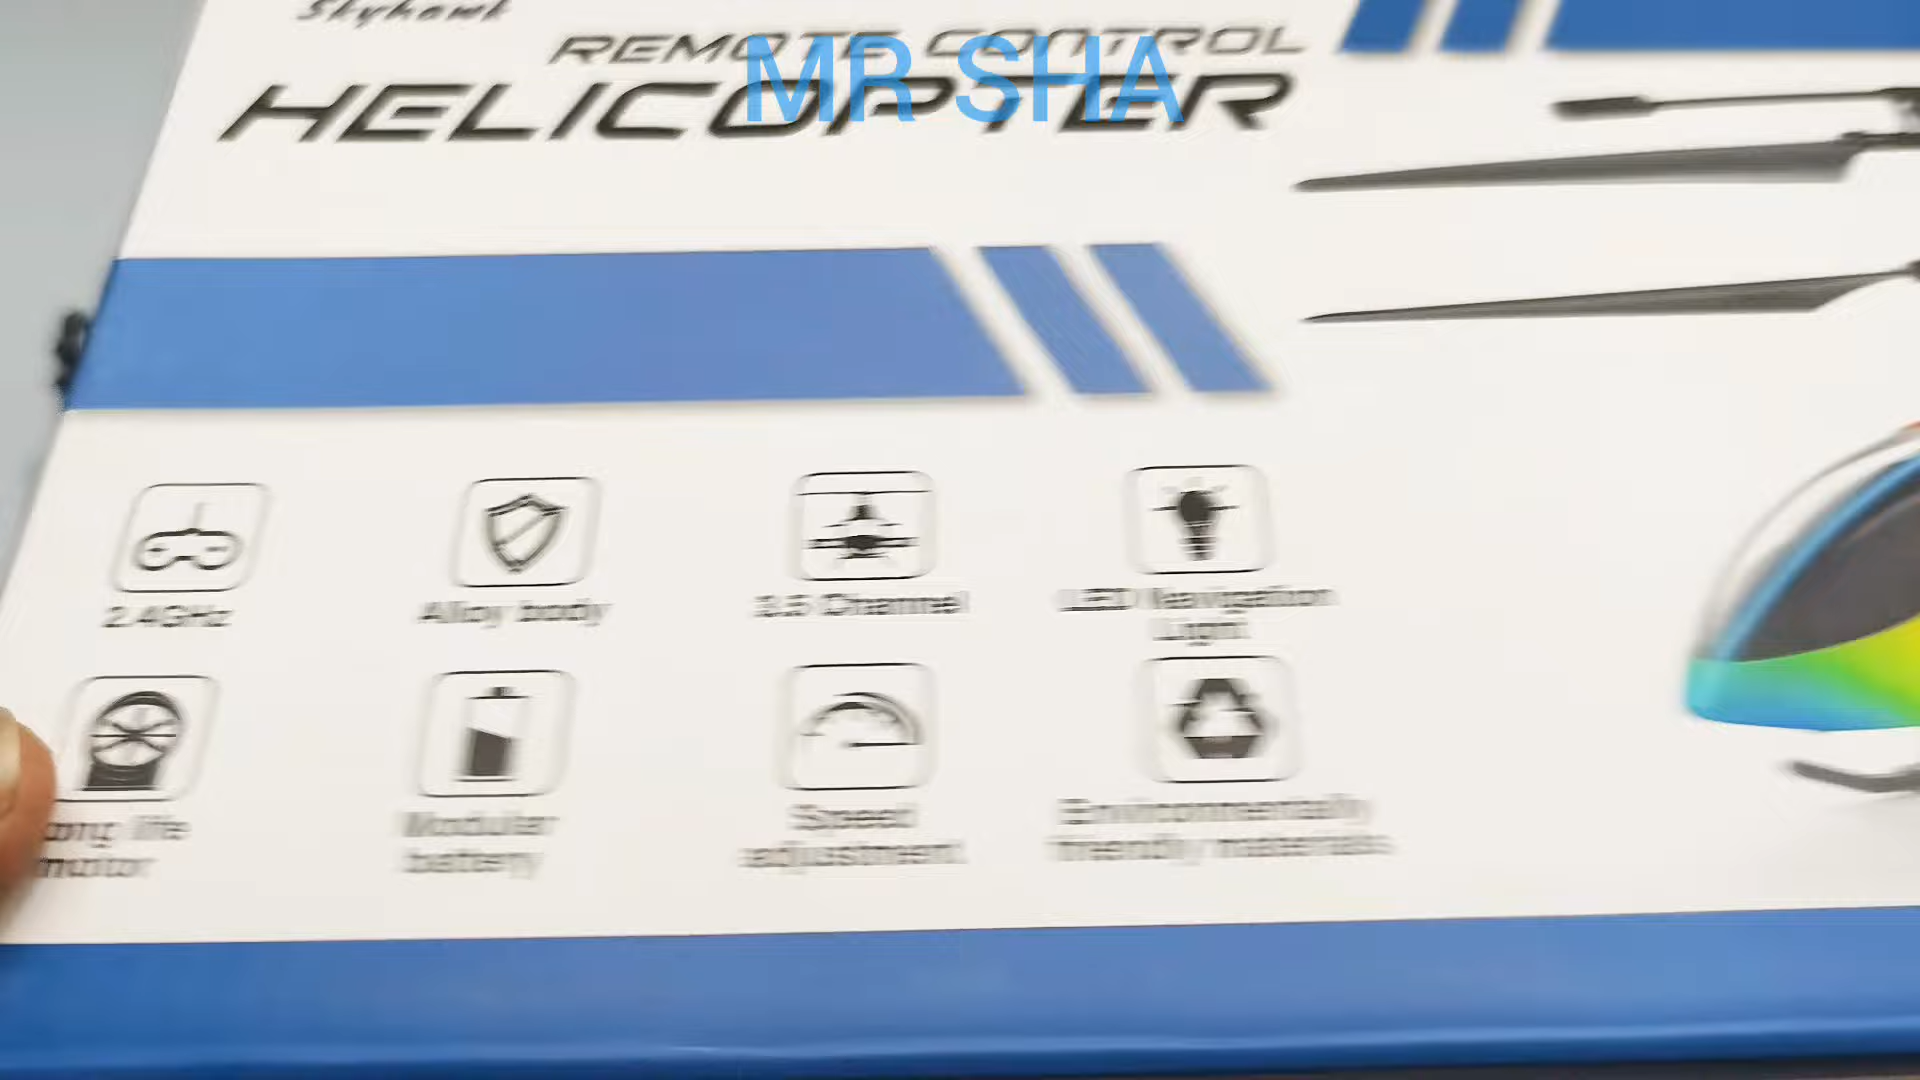 Skyhawk
REMOTE CONTROL
HELICOPTER
MR SHA
2.4GHz
Alloy body
3.5 Channel
LED Navigation
Light
ong life
motor
Modular
battery
Speed
adjustment
Environmentally
friendly materials